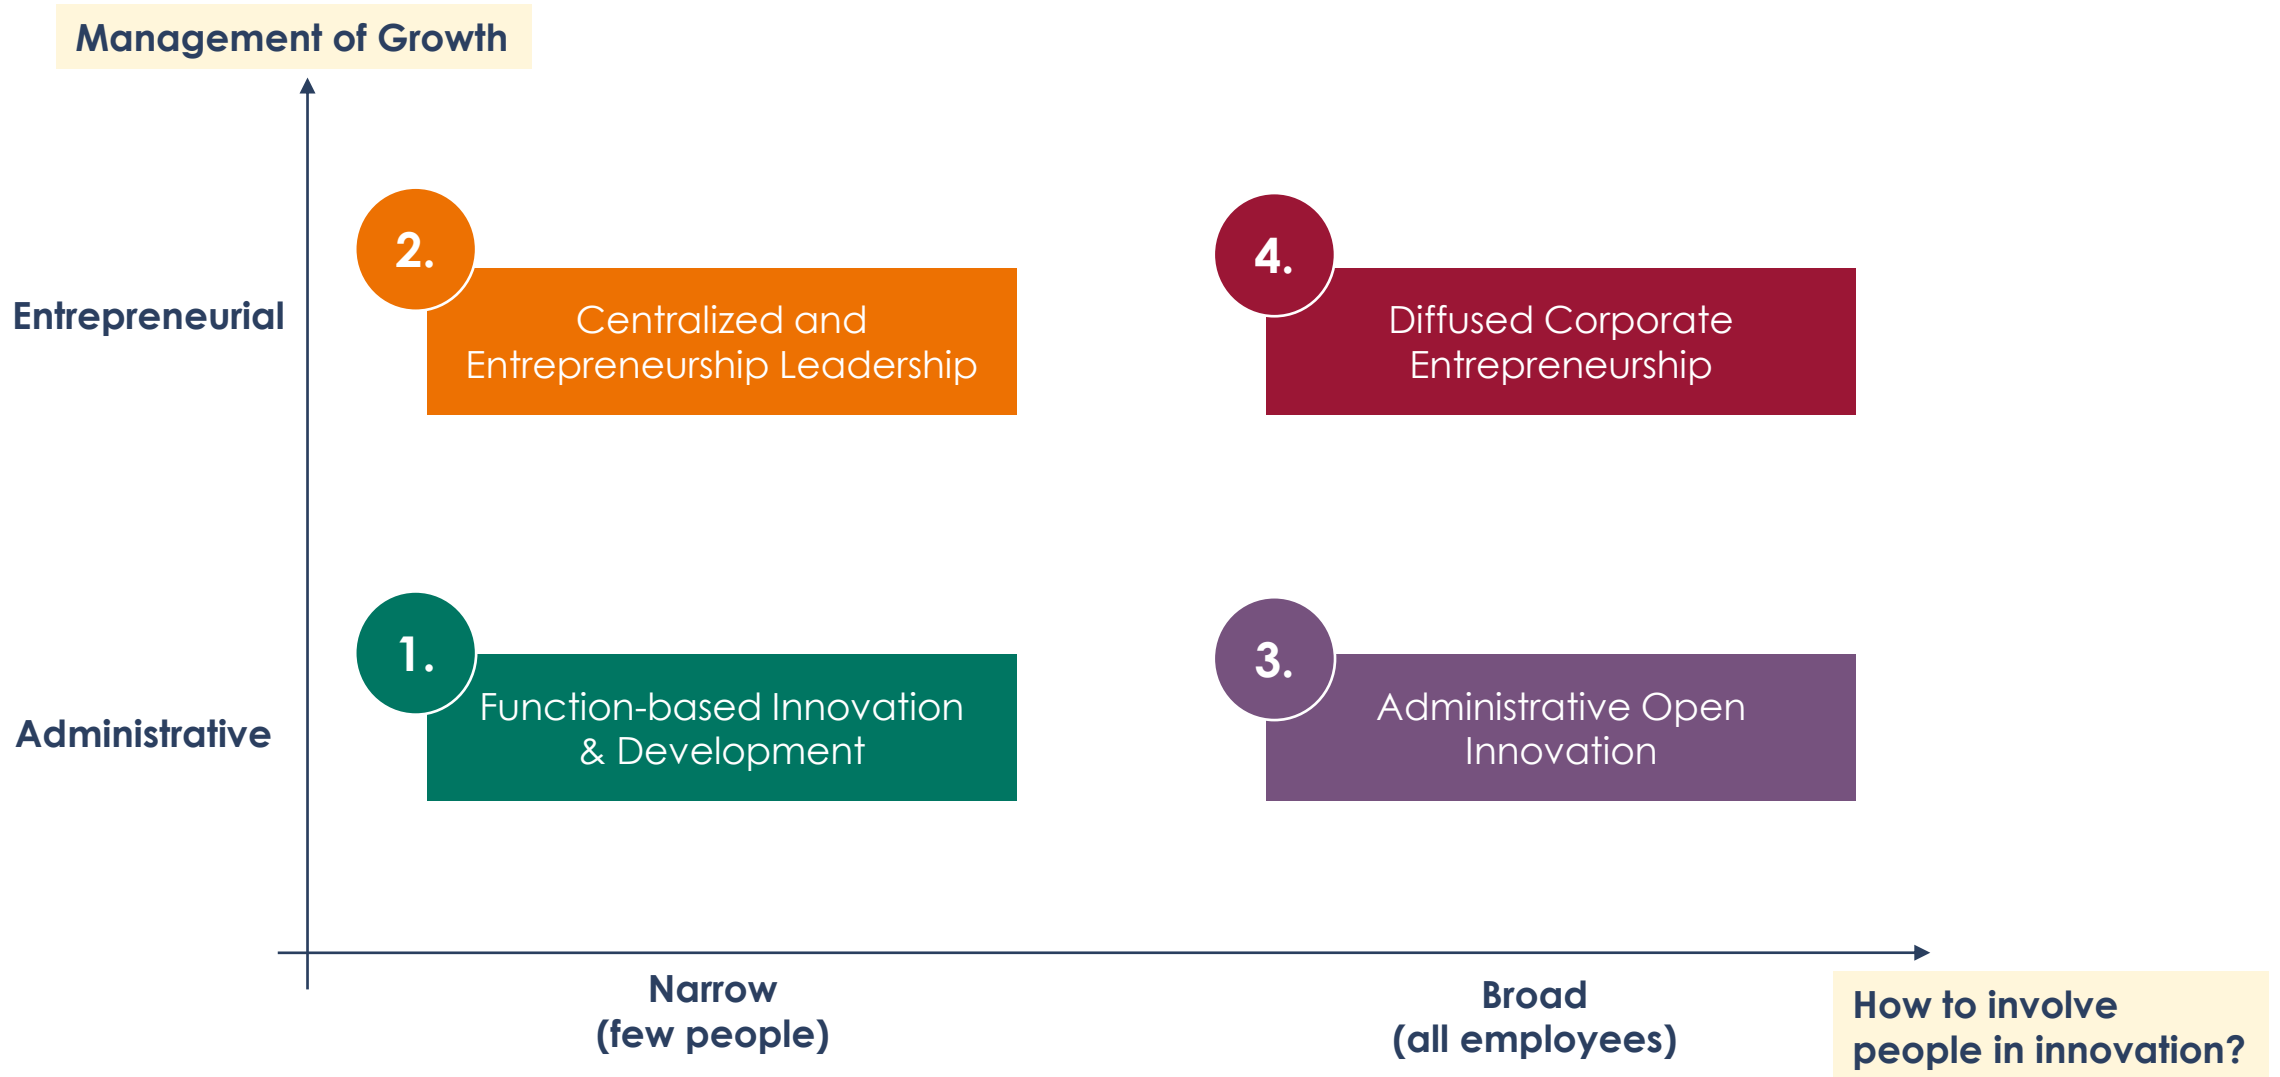 Management of Growth
2.
4.
Entrepreneurial
Centralized and
Entrepreneurship Leadership
Diffused Corporate
Entrepreneurship
1.
3.
Administrative
Function-based Innovation
& Development
Administrative Open
Innovation
Narrow
(few people)
Broad
(all employees)
How to involve
people in innovation?